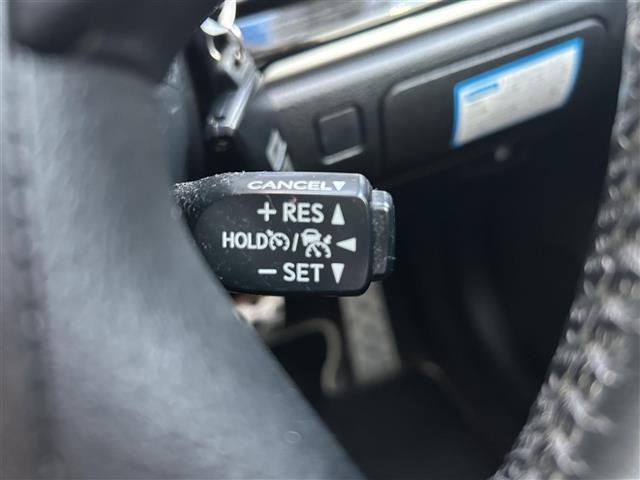 CANCEL▼
+ RES ▲
HOLD / ◀
− SET ▼